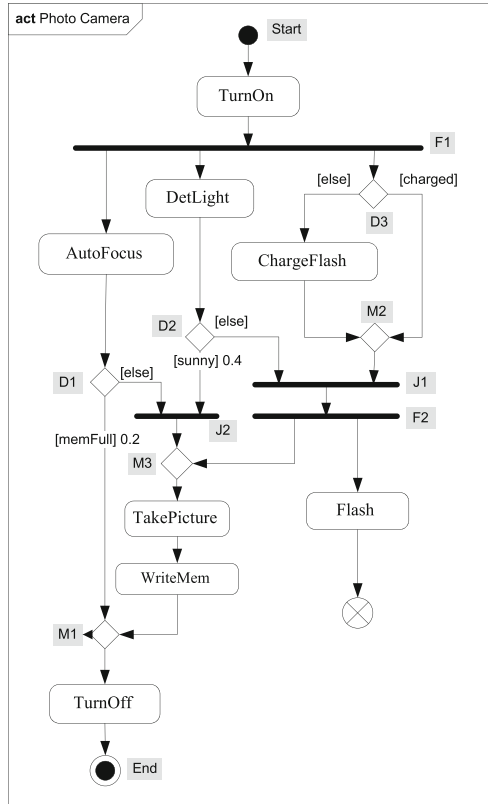 act Photo Camera
Start
TurnOn
F1
[else] [charged]
DetLight
D3
AutoFocus
ChargeFlash
M2
D2 [else]
[sunny] 0.4
D1 [else]
J1
J2 F2
[memFull] 0.2
M3
TakePicture
Flash
WriteMem
M1
TurnOff
End